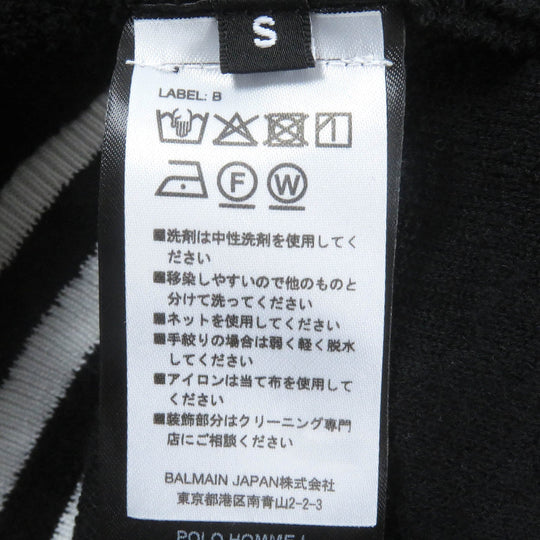 S
LABEL: B
F W
■洗剤は中性洗剤を使用してく
ださい
■移染しやすいので他のものと
分けて洗ってください
■ネットを使用してください
■手絞りの場合は弱く軽く脱水
してください
■アイロンは当て布を使用して
ください
■装飾部分はクリーニング専門
店にご相談ください
BALMAIN JAPAN株式会社
東京都港区南青山2-2-3
POLO HOMME